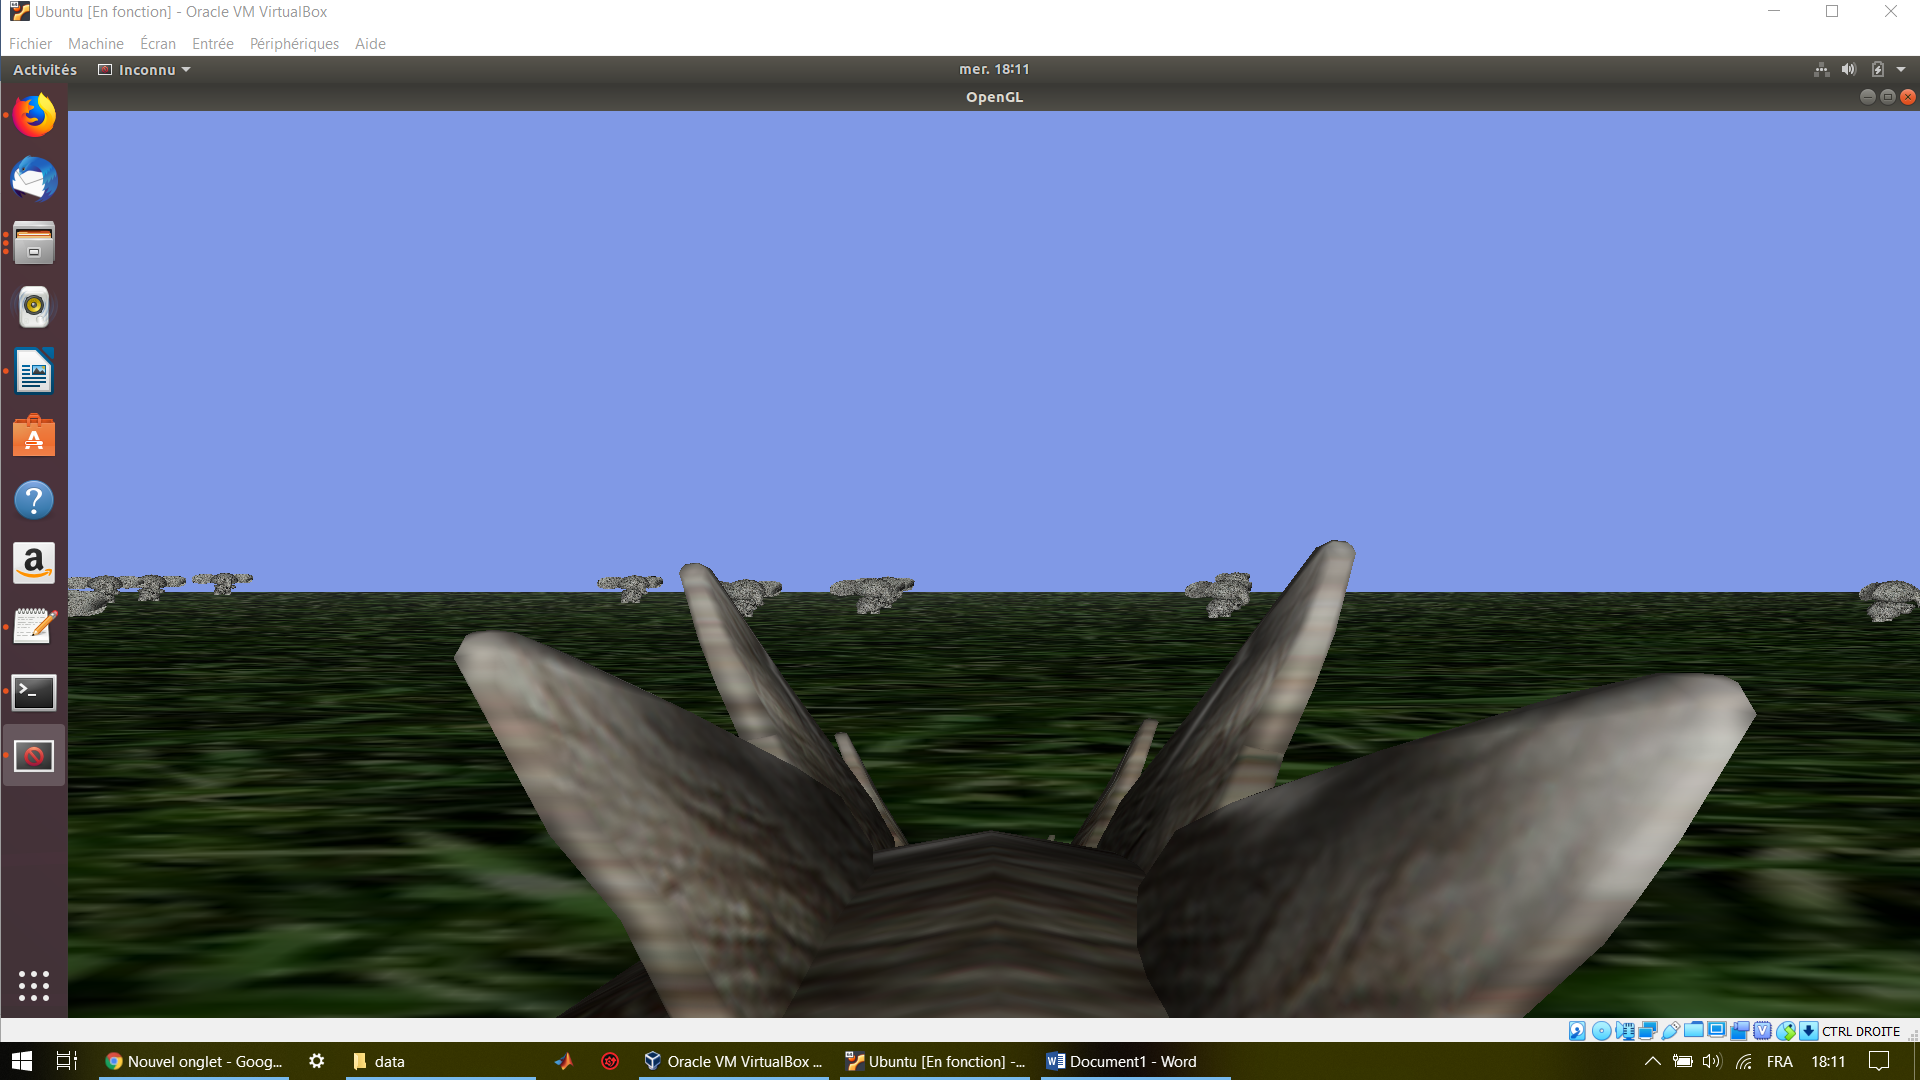 Ubuntu [En fonction] - Oracle VM VirtualBox
Fichier Machine Écran Entrée Périphériques Aide
Activités Inconnu mer. 18:11
OpenGL
CTRL DROITE
Nouvel onglet - Goog... data Oracle VM VirtualBox ... Ubuntu [En fonction] -... Document1 - Word FRA 18:11